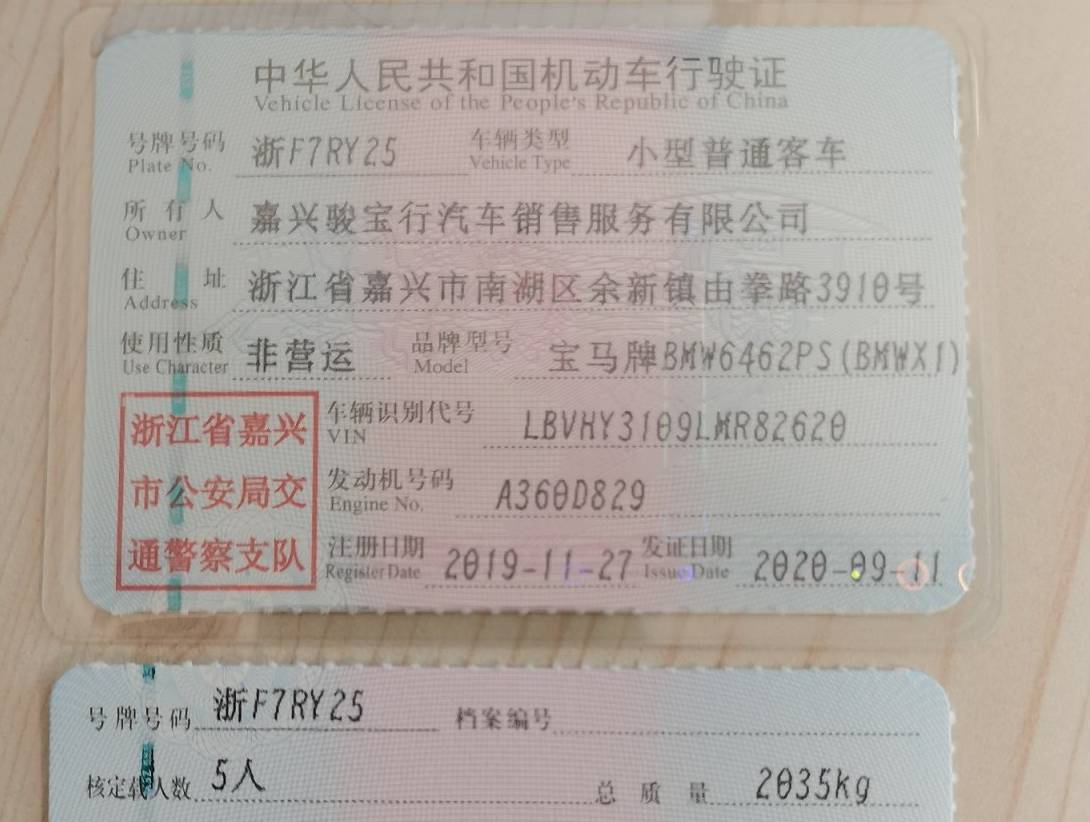 中华人民共和国机动车行驶证
Vehicle License of the People's Republic of China
号牌号码 浙F7RY25 车辆类型 小型普通客车
Plate No. Vehicle Type
所有人 嘉兴骏宝行汽车销售服务有限公司
Owner
住址 浙江省嘉兴市南湖区余新镇由拳路3910号
Address
使用性质 非营运 品牌型号 宝马牌BMW6462PS(BMWX1)
Use Character Model
浙江省嘉兴
市公安局交
通警察支队
车辆识别代号 LBVHY3109LMR82620
VIN
发动机号码 A360D829
Engine No.
注册日期 2019-11-27 发证日期 2020-09-11
Register Date Issue Date
号牌号码 浙F7RY25 档案编号
核定载人数 5人 总质量 2035kg